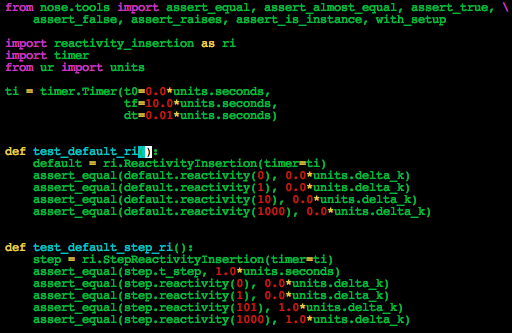 from nose.tools import assert_equal, assert_almost_equal, assert_true, \
    assert_false, assert_raises, assert_is_instance, with_setup
import reactivity_insertion as ri
import timer
from ur import units
ti = timer.Timer(t0=0.0*units.seconds,
                 tf=10.0*units.seconds,
                 dt=0.01*units.seconds)
def test_default_ri():
    default = ri.ReactivityInsertion(timer=ti)
    assert_equal(default.reactivity(0), 0.0*units.delta_k)
    assert_equal(default.reactivity(1), 0.0*units.delta_k)
    assert_equal(default.reactivity(10), 0.0*units.delta_k)
    assert_equal(default.reactivity(1000), 0.0*units.delta_k)
def test_default_step_ri():
    step = ri.StepReactivityInsertion(timer=ti)
    assert_equal(step.t_step, 1.0*units.seconds)
    assert_equal(step.reactivity(0), 0.0*units.delta_k)
    assert_equal(step.reactivity(1), 0.0*units.delta_k)
    assert_equal(step.reactivity(101), 1.0*units.delta_k)
    assert_equal(step.reactivity(1000), 1.0*units.delta_k)